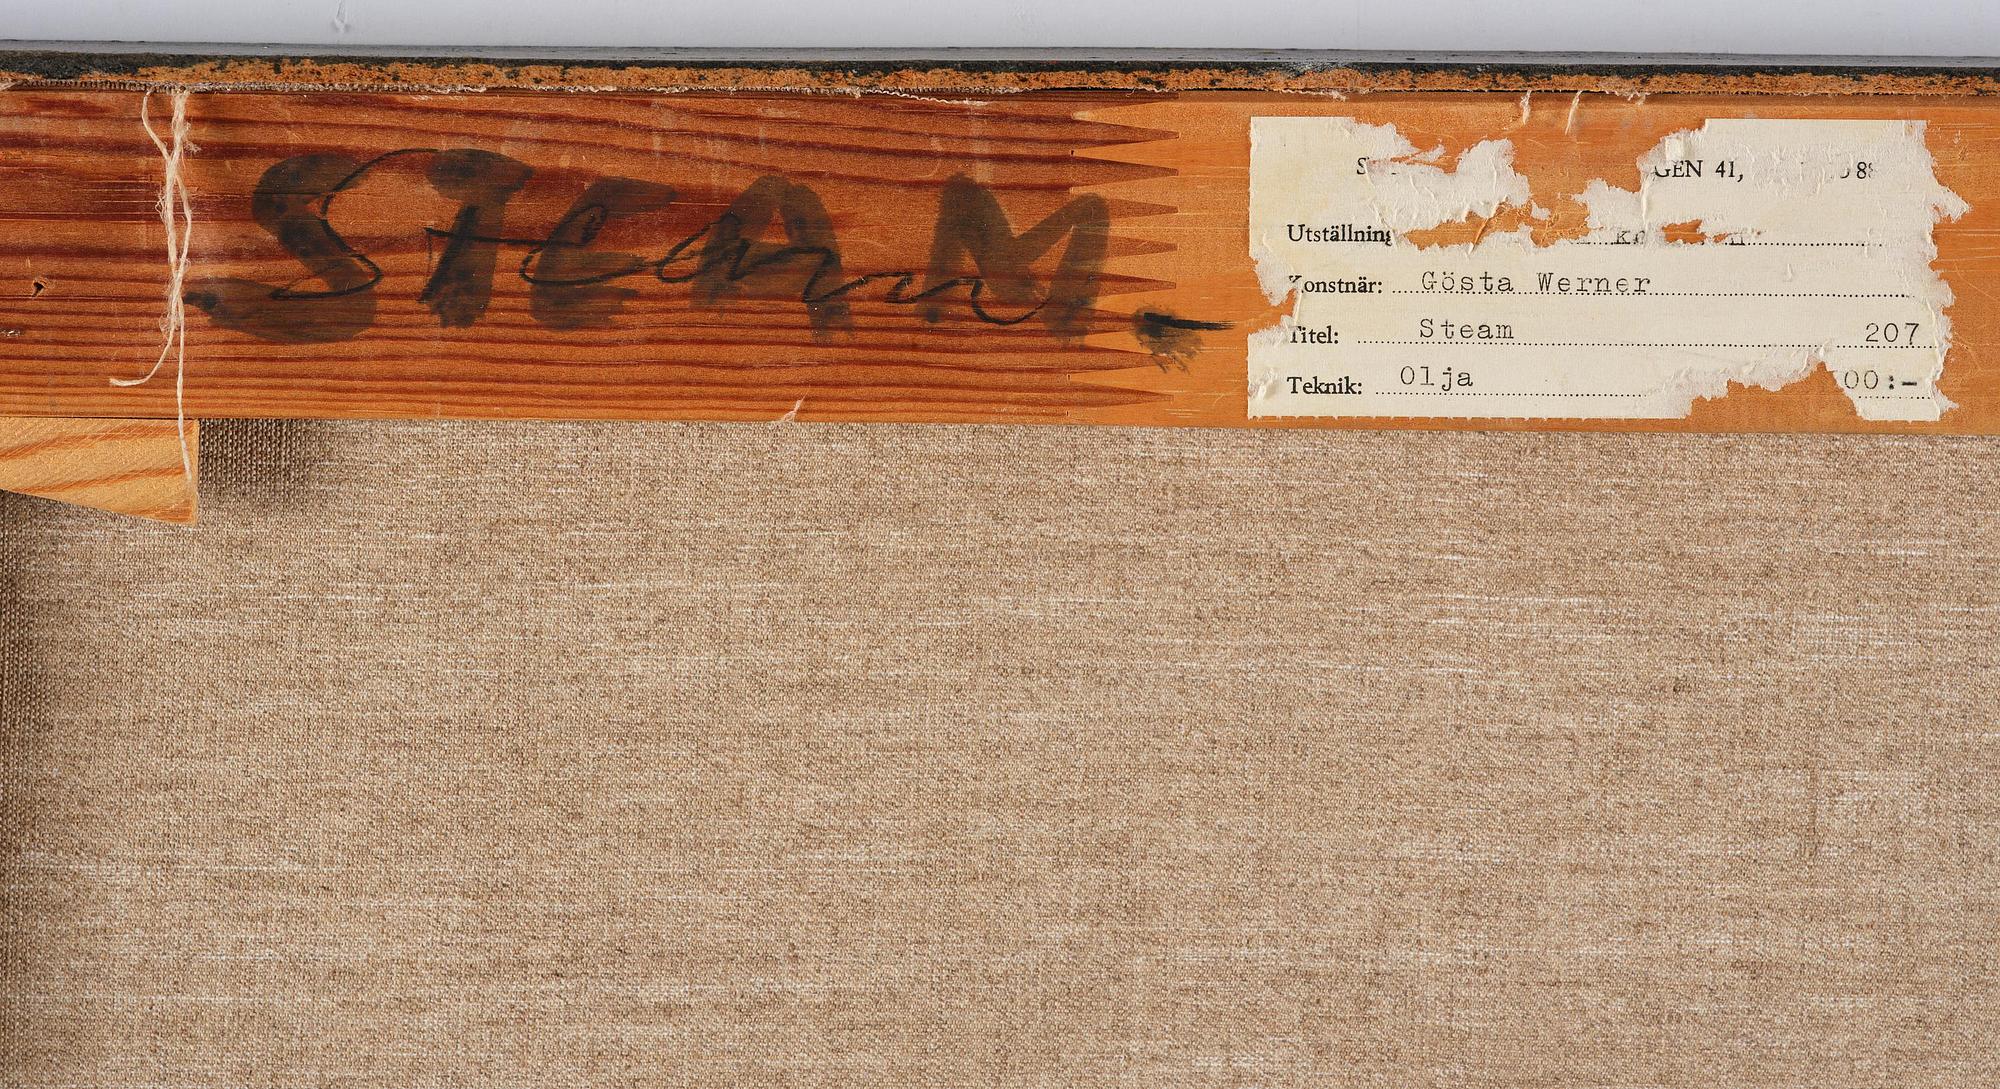 STEAM.
Steam
GEN 41,
Utställning
Konstnär: Gösta Werner
Titel: Steam 207
Teknik: Olja 00:-